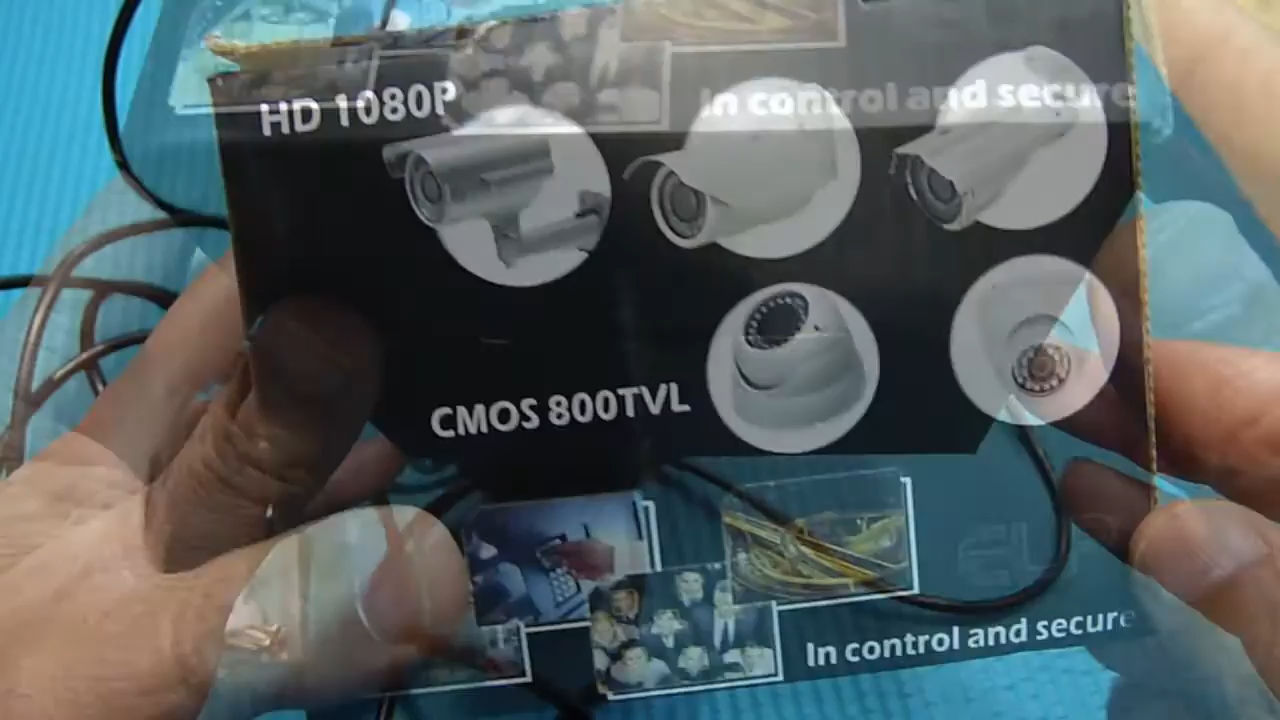 HD 1080P
In control and secure
CMOS 800TVL
In control and secure